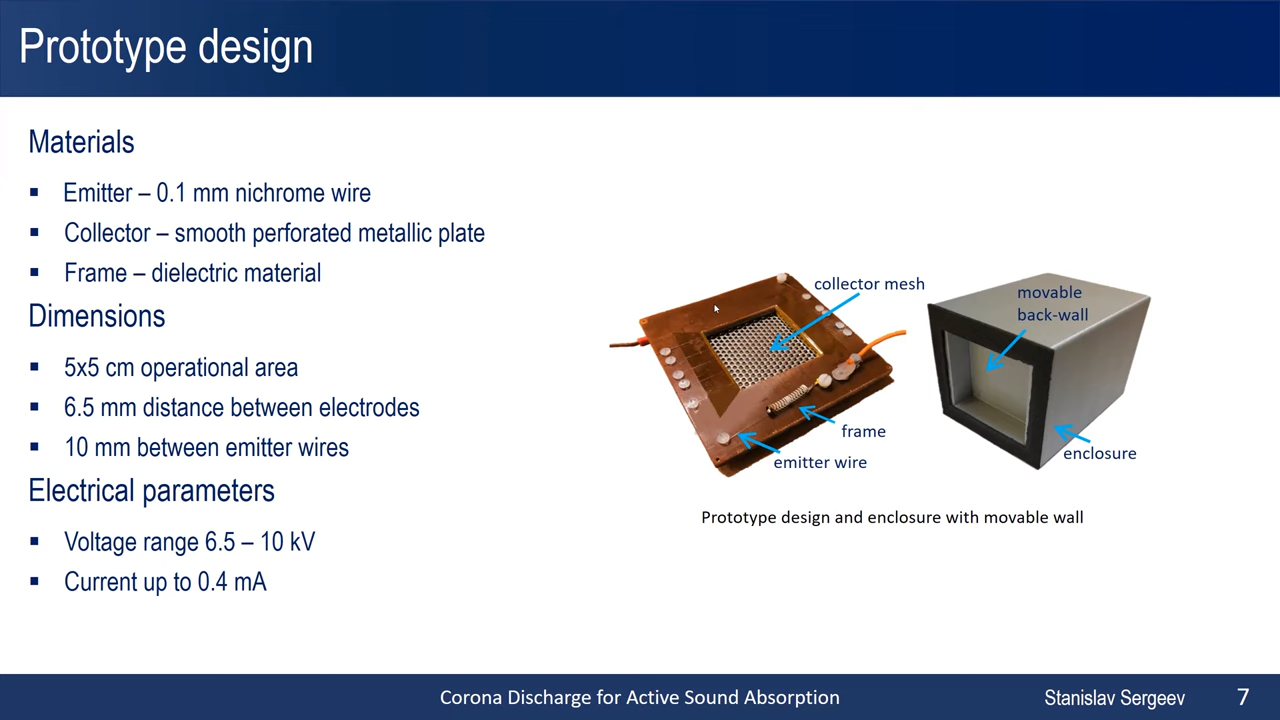 Prototype design
Materials
▪ Emitter – 0.1 mm nichrome wire
▪ Collector – smooth perforated metallic plate
▪ Frame – dielectric material
Dimensions
▪ 5x5 cm operational area
▪ 6.5 mm distance between electrodes
▪ 10 mm between emitter wires
Electrical parameters
▪ Voltage range 6.5 – 10 kV
▪ Current up to 0.4 mA
collector mesh
frame
emitter wire
movable
back-wall
enclosure
Prototype design and enclosure with movable wall
Corona Discharge for Active Sound Absorption
Stanislav Sergeev
7